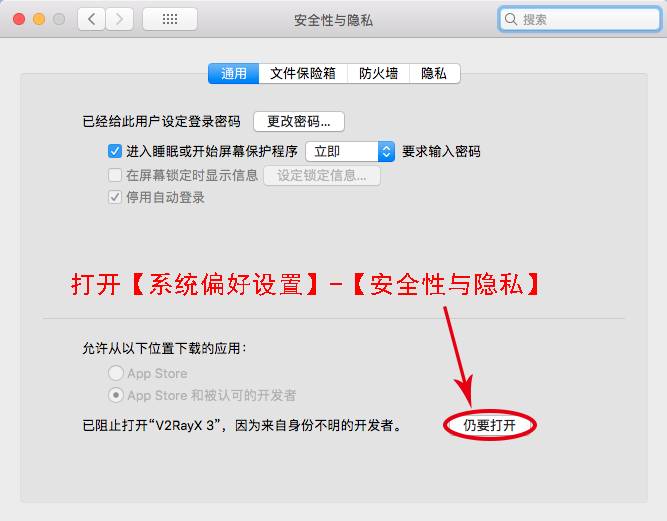 安全性与隐私
搜索
通用 文件保险箱 防火墙 隐私
已经给此用户设定登录密码 更改密码...
进入睡眠或开始屏幕保护程序 立即 要求输入密码
在屏幕锁定时显示信息 设定锁定信息...
停用自动登录
打开【系统偏好设置】-【安全性与隐私】
允许从以下位置下载的应用：
App Store
App Store 和被认可的开发者
已阻止打开“V2RayX 3”，因为来自身份不明的开发者。 仍要打开